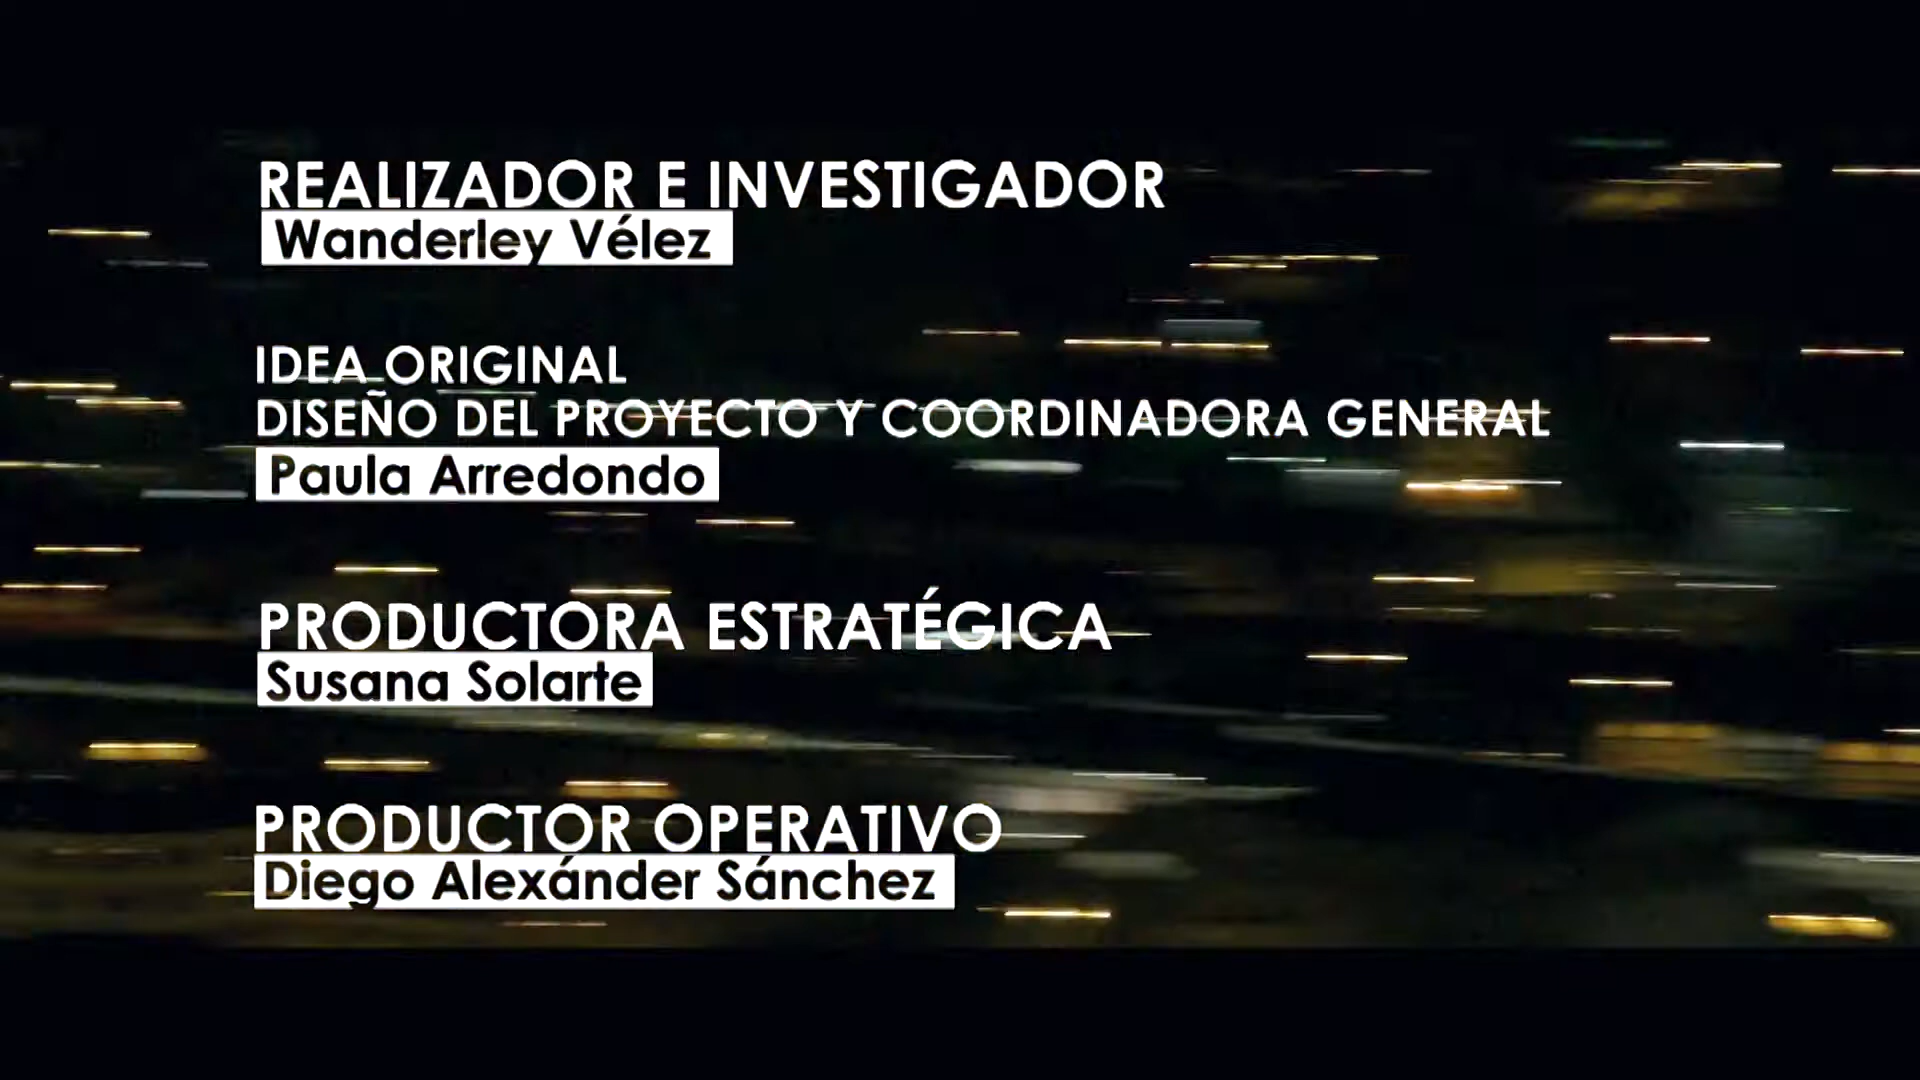 REALIZADOR E INVESTIGADOR
Wanderley Vélez
IDEA ORIGINAL
DISEÑO DEL PROYECTO Y COORDINADORA GENERAL
Paula Arredondo
PRODUCTORA ESTRATÉGICA
Susana Solarte
PRODUCTOR OPERATIVO
Diego Alexánder Sánchez